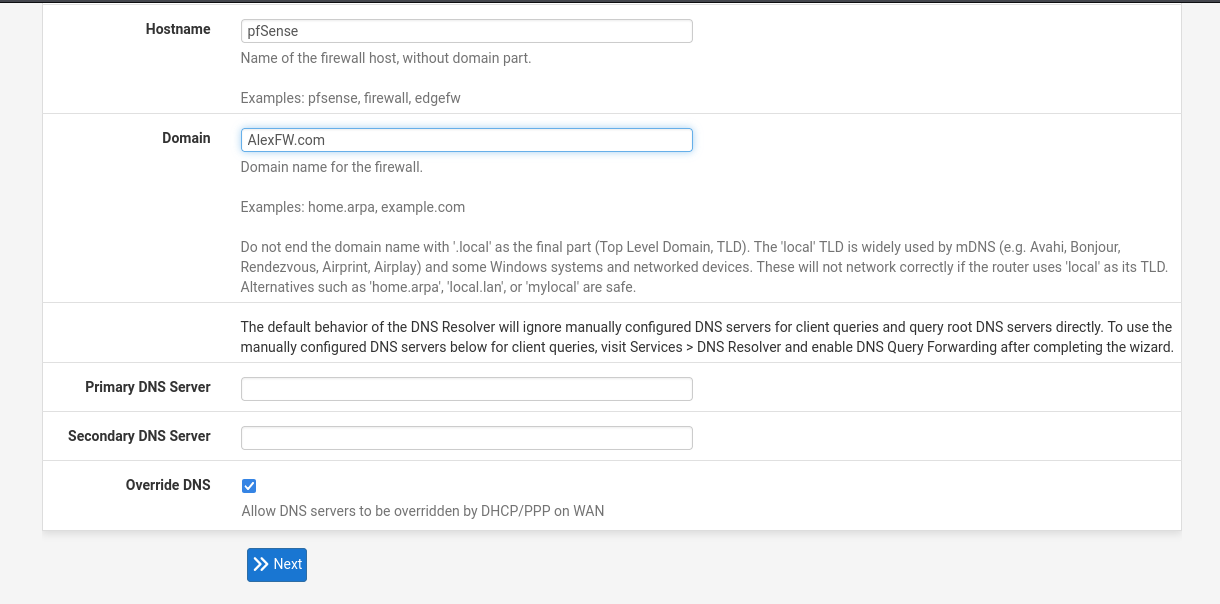 Hostname
pfSense
Name of the firewall host, without domain part.
Examples: pfsense, firewall, edgefw
Domain
AlexFW.com
Domain name for the firewall.
Examples: home.arpa, example.com
Do not end the domain name with '.local' as the final part (Top Level Domain, TLD). The 'local' TLD is widely used by mDNS (e.g. Avahi, Bonjour,
Rendezvous, Airprint, Airplay) and some Windows systems and networked devices. These will not network correctly if the router uses 'local' as its TLD.
Alternatives such as 'home.arpa', 'local.lan', or 'mylocal' are safe.
The default behavior of the DNS Resolver will ignore manually configured DNS servers for client queries and query root DNS servers directly. To use the
manually configured DNS servers below for client queries, visit Services > DNS Resolver and enable DNS Query Forwarding after completing the wizard.
Primary DNS Server
Secondary DNS Server
Override DNS
Allow DNS servers to be overridden by DHCP/PPP on WAN
Next